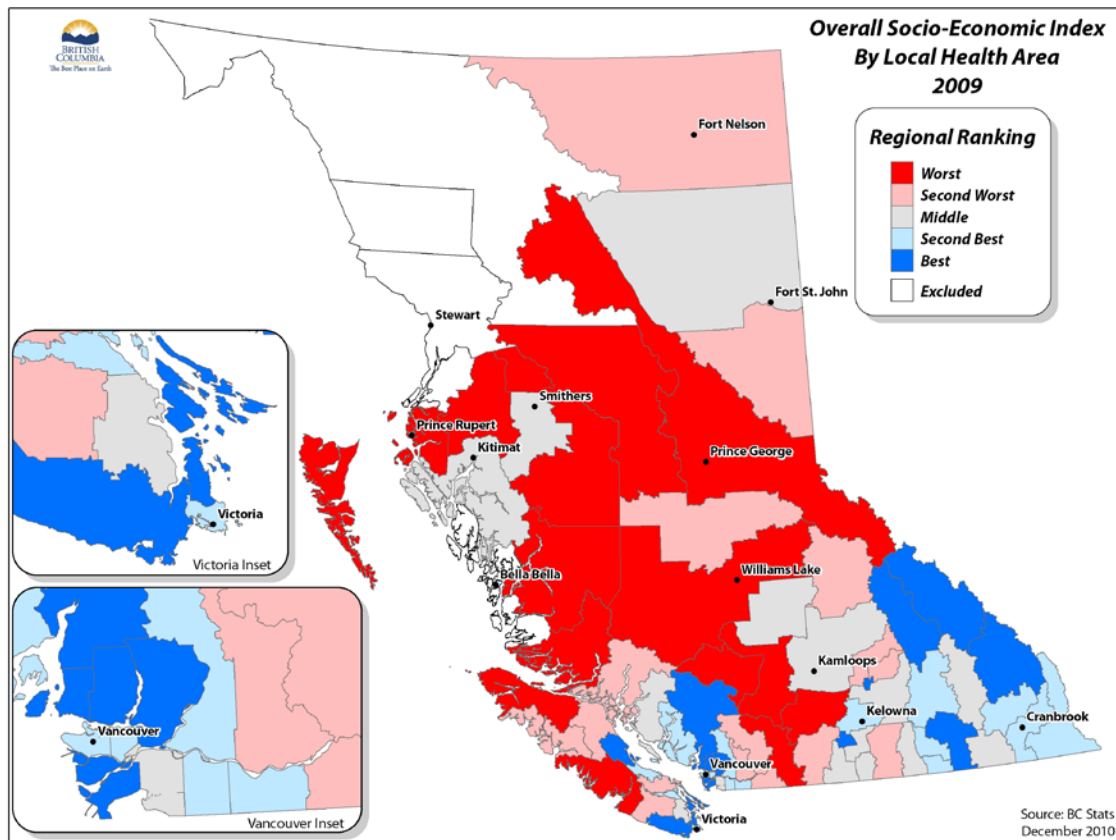 BRITISH
COLUMBIA
The Best Place on Earth
Overall Socio-Economic Index
By Local Health Area
2009
Regional Ranking
Worst
Second Worst
Middle
Second Best
Best
Excluded
Fort Nelson
Fort St. John
Stewart
Smithers
Prince Rupert
Kitimat
Prince George
Bella Bella
Williams Lake
Kamloops
Kelowna
Cranbrook
Vancouver
Victoria
Victoria
Victoria Inset
Vancouver
Vancouver Inset
Source: BC Stats
December 2010